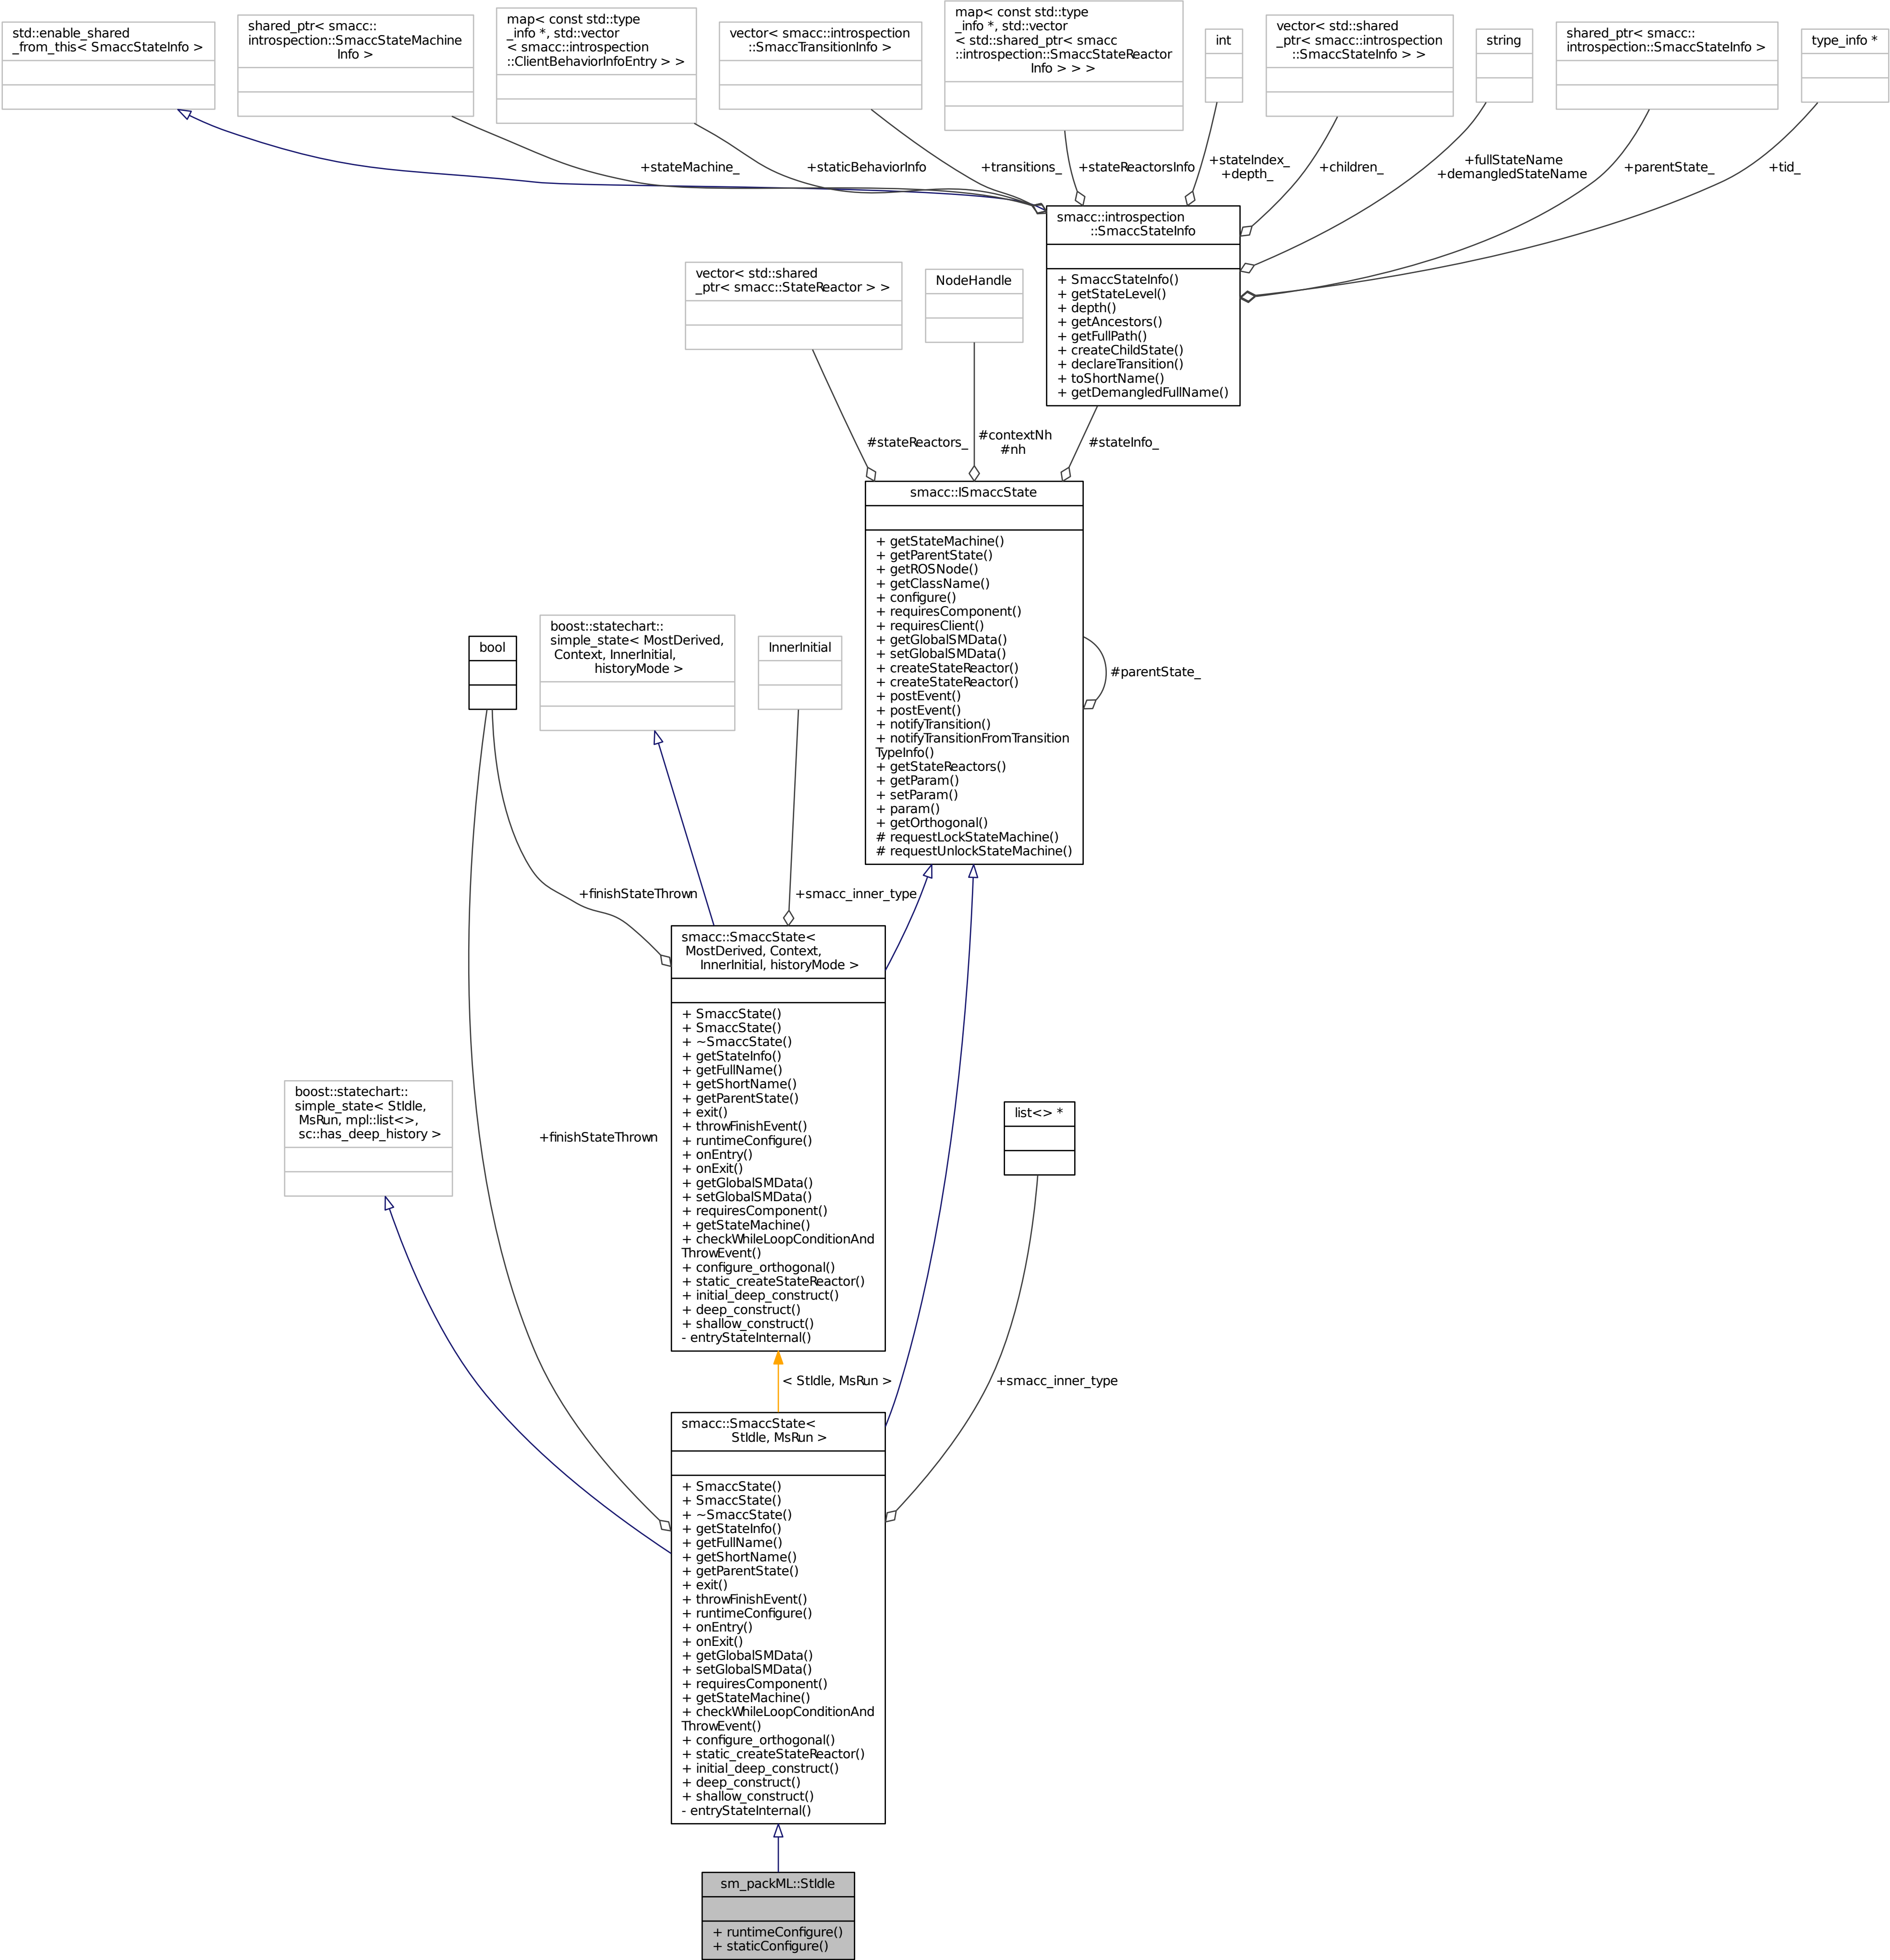 std::enable_shared
_from_this< SmaccStateInfo >
shared_ptr< smacc::
introspection::SmaccStateMachine
Info >
map< const std::type
_info *, std::vector
< smacc::introspection
::ClientBehaviorInfoEntry > >
vector< smacc::introspection
::SmaccTransitionInfo >
map< const std::type
_info *, std::vector
< std::shared_ptr< smacc
::introspection::SmaccStateReactor
Info > > >
int
vector< std::shared
_ptr< smacc::introspection
::SmaccStateInfo > >
string
shared_ptr< smacc::
introspection::SmaccStateInfo >
type_info *
+stateMachine_
+staticBehaviorInfo
+transitions_
+stateReactorsInfo
+stateIndex_
+depth_
+children_
+fullStateName
+demangledStateName
+parentState_
+tid_
smacc::introspection
::SmaccStateInfo
+ SmaccStateInfo()
+ getStateLevel()
+ depth()
+ getAncestors()
+ getFullPath()
+ createChildState()
+ declareTransition()
+ toShortName()
+ getDemangledFullName()
vector< std::shared
_ptr< smacc::StateReactor > >
NodeHandle
#stateReactors_
#contextNh
#nh
#stateInfo_
smacc::ISmaccState
+ getStateMachine()
+ getParentState()
+ getROSNode()
+ getClassName()
+ configure()
+ requiresComponent()
+ requiresClient()
+ getGlobalSMData()
+ setGlobalSMData()
+ createStateReactor()
+ createStateReactor()
+ postEvent()
+ postEvent()
+ notifyTransition()
+ notifyTransitionFromTransition
TypeInfo()
+ getStateReactors()
+ getParam()
+ setParam()
+ param()
+ getOrthogonal()
# requestLockStateMachine()
# requestUnlockStateMachine()
#parentState_
bool
boost::statechart::
simple_state< MostDerived,
Context, InnerInitial,
historyMode >
InnerInitial
+finishStateThrown
+smacc_inner_type
smacc::SmaccState<
MostDerived, Context,
InnerInitial, historyMode >
+ SmaccState()
+ SmaccState()
+ ~SmaccState()
+ getStateInfo()
+ getFullName()
+ getShortName()
+ getParentState()
+ exit()
+ throwFinishEvent()
+ runtimeConfigure()
+ onEntry()
+ onExit()
+ getGlobalSMData()
+ setGlobalSMData()
+ requiresComponent()
+ getStateMachine()
+ checkWhileLoopConditionAnd
ThrowEvent()
+ configure_orthogonal()
+ static_createStateReactor()
+ initial_deep_construct()
+ deep_construct()
+ shallow_construct()
- entryStateInternal()
boost::statechart::
simple_state< StIdle,
MsRun, mpl::list<>,
sc::has_deep_history >
+finishStateThrown
list<> *
< StIdle, MsRun >
+smacc_inner_type
smacc::SmaccState<
StIdle, MsRun >
+ SmaccState()
+ SmaccState()
+ ~SmaccState()
+ getStateInfo()
+ getFullName()
+ getShortName()
+ getParentState()
+ exit()
+ throwFinishEvent()
+ runtimeConfigure()
+ onEntry()
+ onExit()
+ getGlobalSMData()
+ setGlobalSMData()
+ requiresComponent()
+ getStateMachine()
+ checkWhileLoopConditionAnd
ThrowEvent()
+ configure_orthogonal()
+ static_createStateReactor()
+ initial_deep_construct()
+ deep_construct()
+ shallow_construct()
- entryStateInternal()
sm_packML::StIdle
+ runtimeConfigure()
+ staticConfigure()